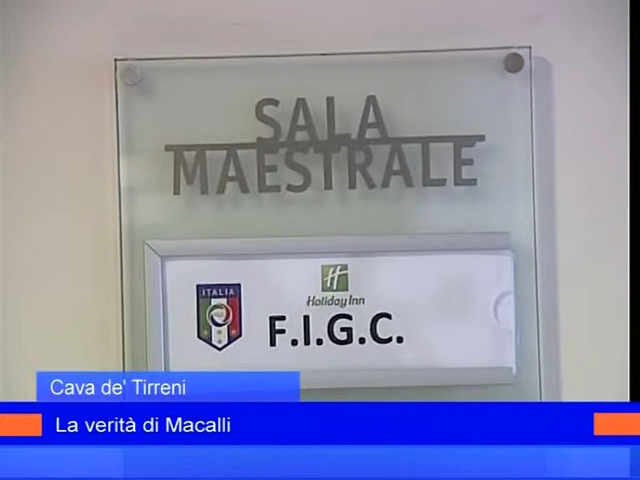 SALA
MAESTRALE
ITALIA
H
Holiday Inn
F.I.G.C.
Cava de' Tirreni
La verità di Macalli